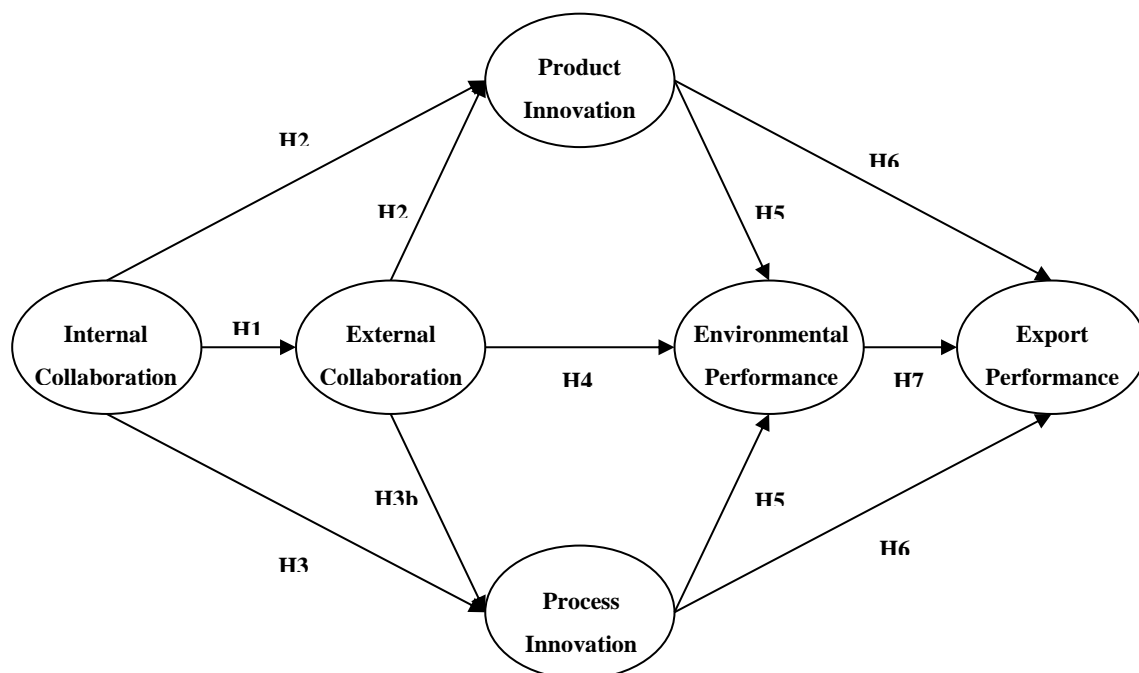 Product
Innovation
H2
H6
H2
H5
Internal
Collaboration
H1
External
Collaboration
H4
Environmental
Performance
H7
Export
Performance
H3b
H5
H3
H6
Process
Innovation